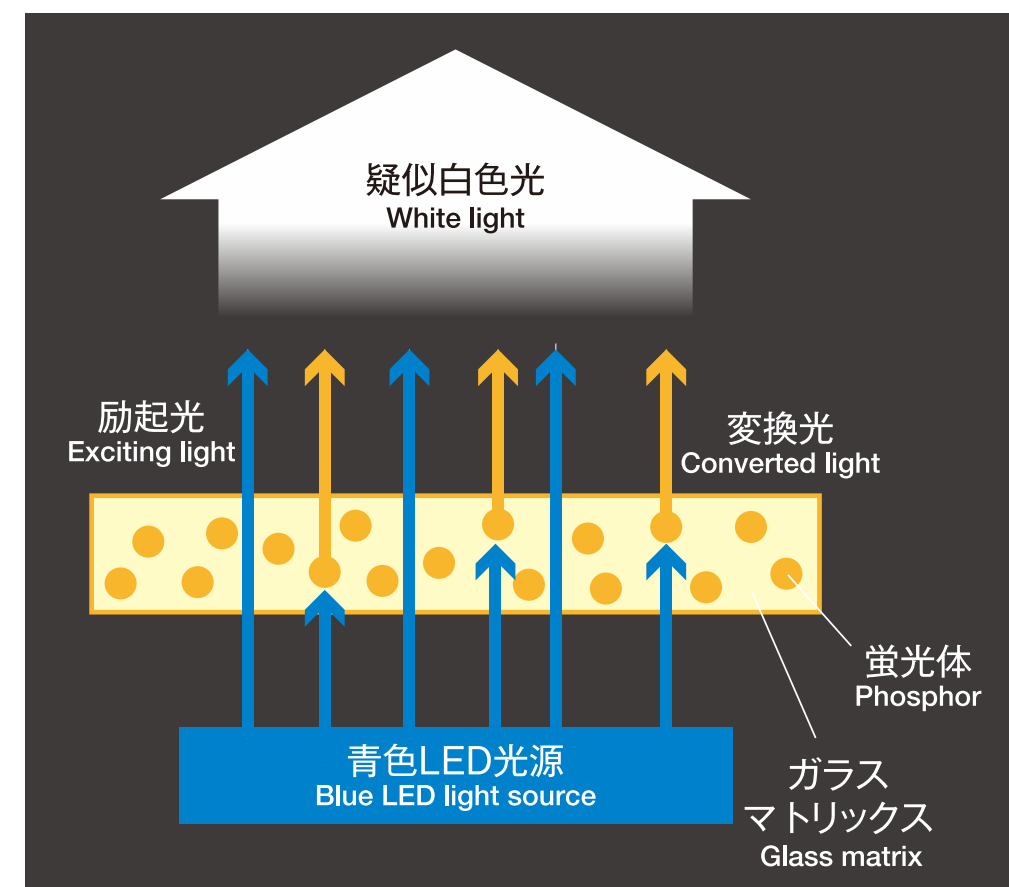 疑似白色光
White light
励起光
Exciting light
変換光
Converted light
蛍光体
Phosphor
青色LED光源
Blue LED light source
ガラス
マトリックス
Glass matrix